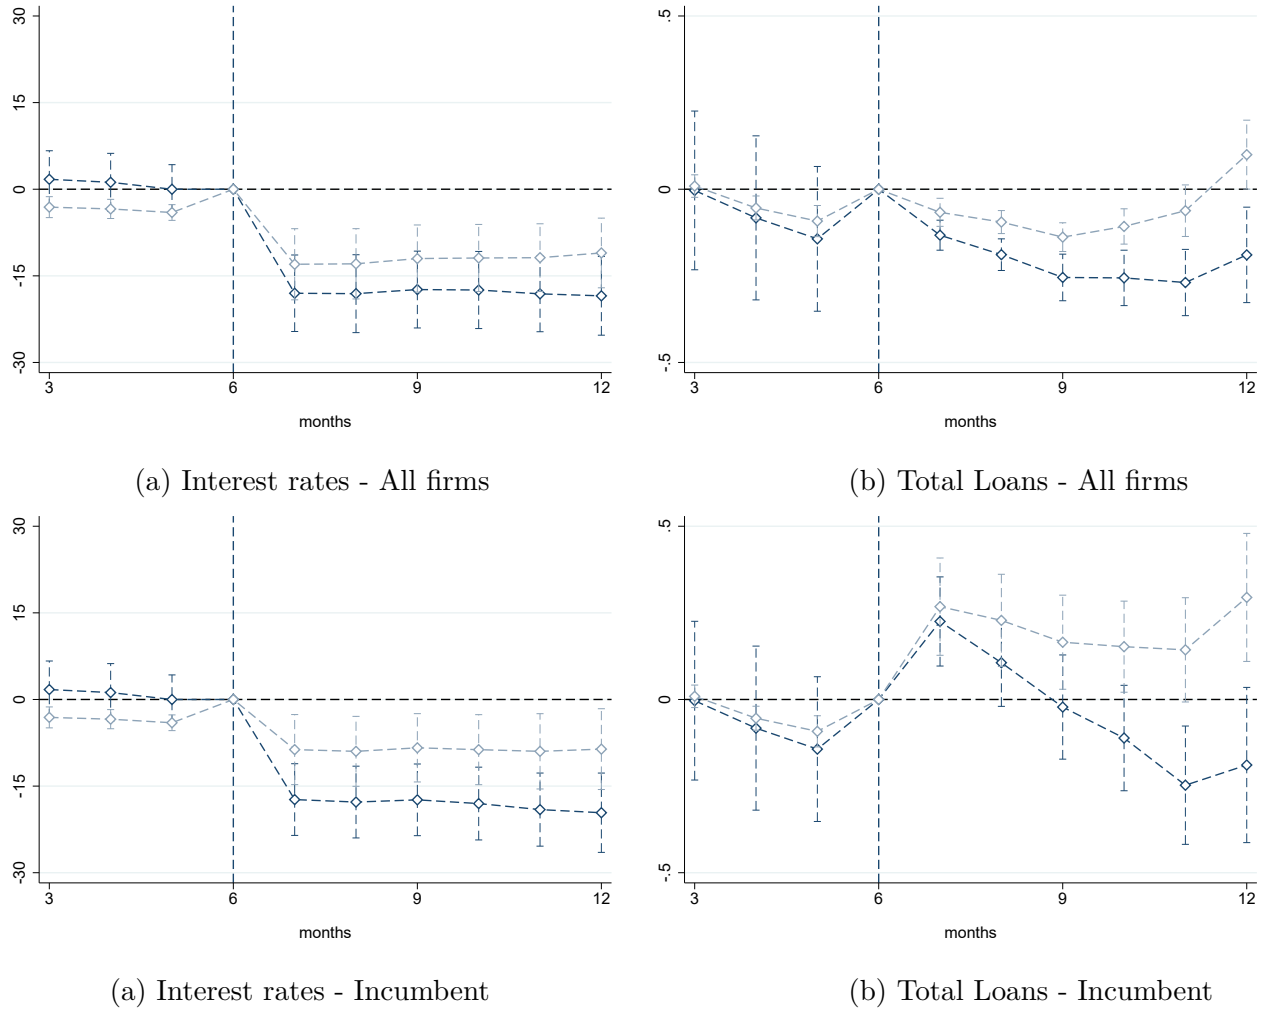 30
15
0
-15
-30
3 6 9 12
months
.5
0
-.5
3 6 9 12
months
(a) Interest rates - All firms
(b) Total Loans - All firms
30
15
0
-15
-30
3 6 9 12
months
.5
0
-.5
3 6 9 12
months
(a) Interest rates - Incumbent
(b) Total Loans - Incumbent